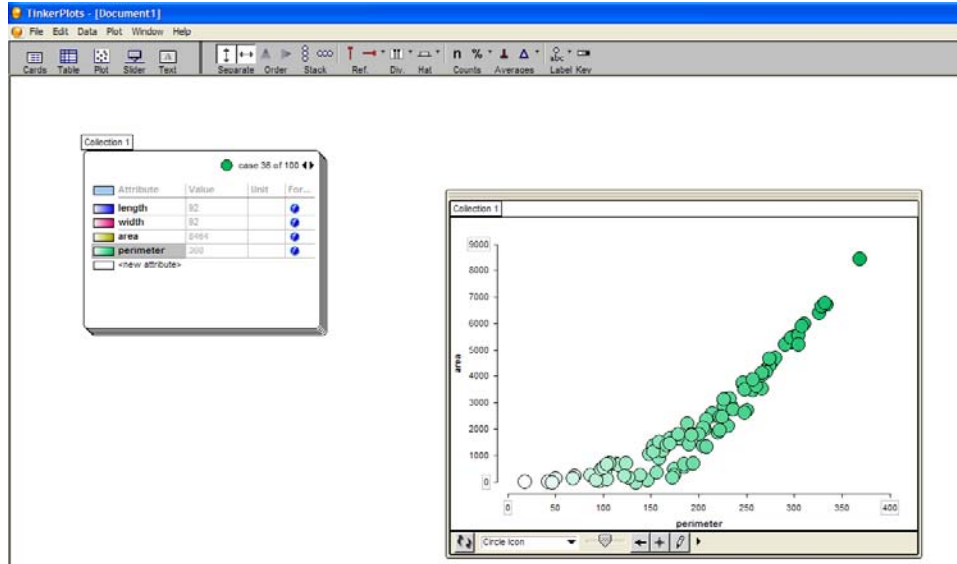 TinkerPlots - [Document1]
File Edit Data Plot Window Help
Cards Table Plot Slider Text Separate Order Stack Ref. Div. Hat Counts Averages Label Key
n %
abc
Collection 1
case 36 of 100
Attribute Value Unit For...
length 92
width 92
area 8464
perimeter 368
<new attribute>
Collection 1
9000
8000
7000
6000
5000
4000
3000
2000
1000
0
area
0 50 100 150 200 250 300 350 400
perimeter
Circle Icon